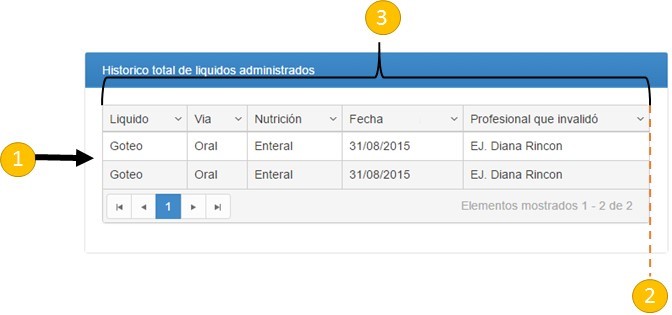 3
Historico total de liquidos administrados
Liquido Via Nutrición Fecha Profesional que invalidó
1
Goteo Oral Enteral 31/08/2015 EJ. Diana Rincon
Goteo Oral Enteral 31/08/2015 EJ. Diana Rincon
1 Elementos mostrados 1 - 2 de 2
2